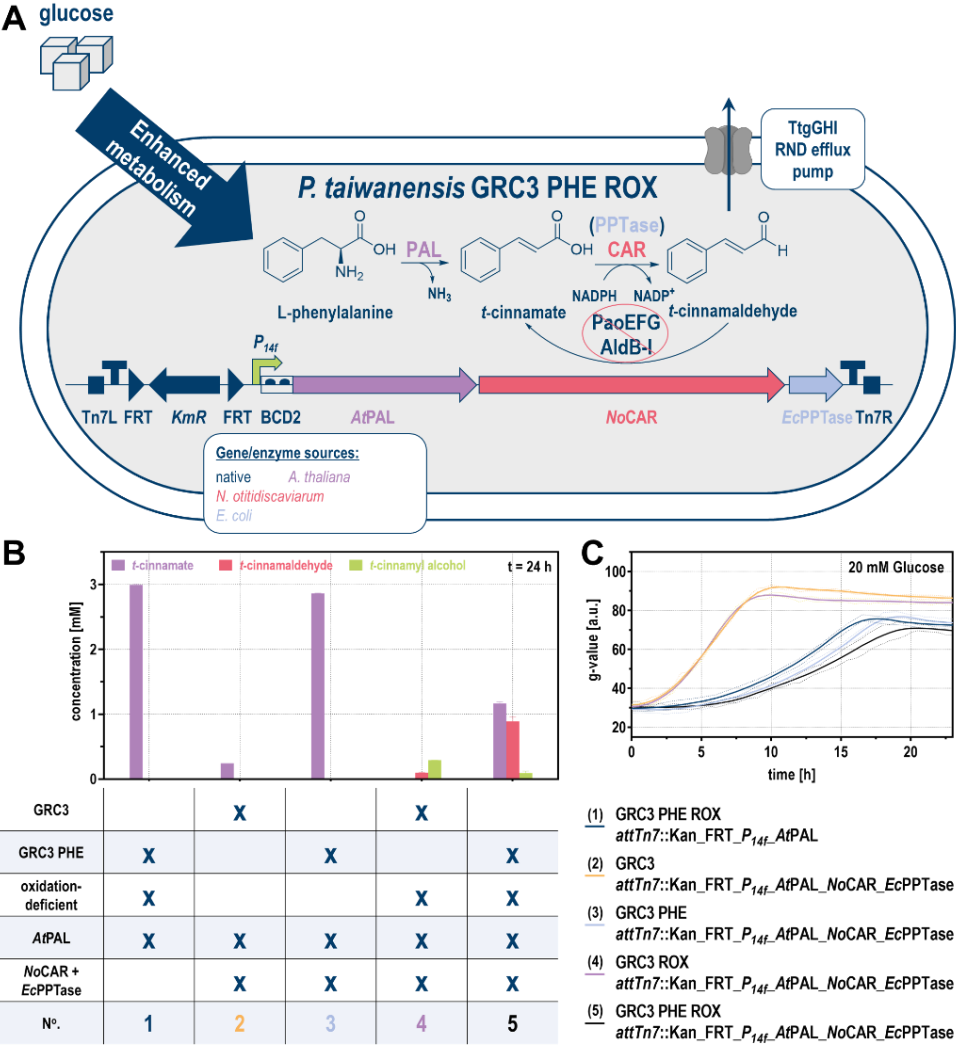 A
glucose
Enhanced
metabolism
TtgGHI
RND efflux
pump
P. taiwanensis GRC3 PHE ROX
O
OH
NH₂
PAL
NH₃
O
OH
(PPTase)
CAR
NADPH
NADP⁺
O
H
L-phenylalanine
t-cinnamate
t-cinnamaldehyde
PaoEFG
AldB-I
P₁₄f
Tn7L
FRT
KmR
FRT
BCD2
AtPAL
NoCAR
EcPPTase
Tn7R
Gene/enzyme sources:
native A. thaliana
N. otitidiscaviarum
E. coli
B
t-cinnamate t-cinnamaldehyde t-cinnamyl alcohol t = 24 h
concentration [mM]
3
2
1
0
GRC3 x x
GRC3 PHE x x x
oxidation-
deficient x x x
AtPAL x x x x x
NoCAR +
EcPPTase x x x x
Nº. 1 2 3 4 5
C
20 mM Glucose
g-value [a.u.]
100
80
60
40
20
0 5 10 15 20
time [h]
(1) GRC3 PHE ROX
attTn7::Kan_FRT_P₁₄f_AtPAL
(2) GRC3
attTn7::Kan_FRT_P₁₄f_AtPAL_NoCAR_EcPPTase
(3) GRC3 PHE
attTn7::Kan_FRT_P₁₄f_AtPAL_NoCAR_EcPPTase
(4) GRC3 ROX
attTn7::Kan_FRT_P₁₄f_AtPAL_NoCAR_EcPPTase
(5) GRC3 PHE ROX
attTn7::Kan_FRT_P₁₄f_AtPAL_NoCAR_EcPPTase